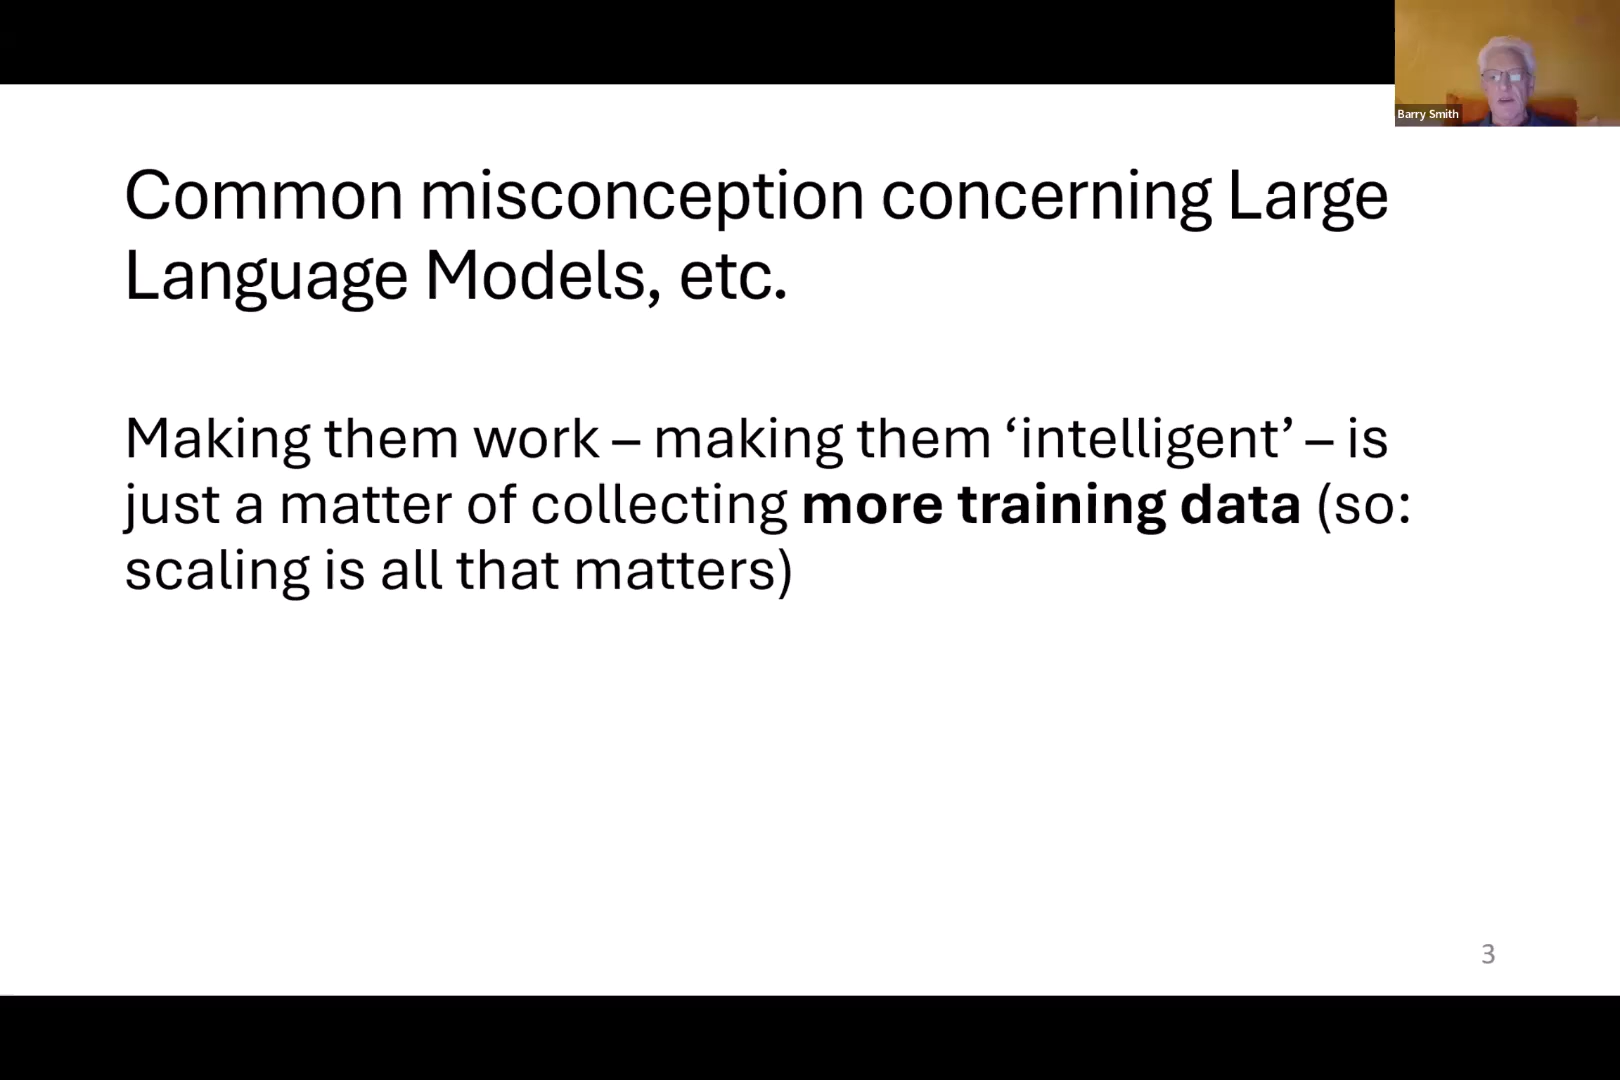 Barry Smith
Common misconception concerning Large
Language Models, etc.
Making them work – making them ‘intelligent’ – is
just a matter of collecting more training data (so:
scaling is all that matters)
3